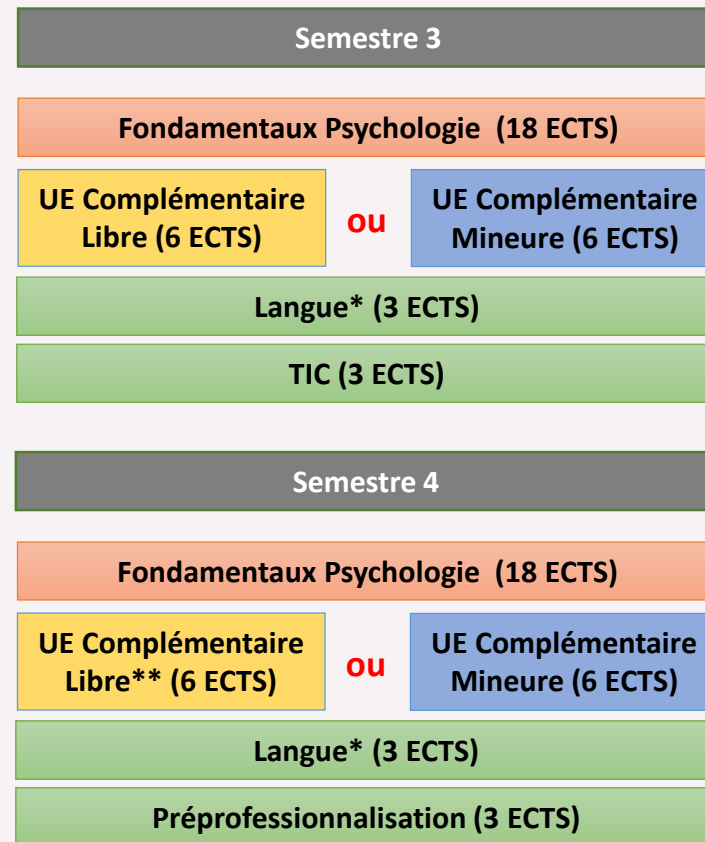 Semestre 3
Fondamentaux Psychologie (18 ECTS)
UE Complémentaire
Libre (6 ECTS)
ou
UE Complémentaire
Mineure (6 ECTS)
Langue* (3 ECTS)
TIC (3 ECTS)
Semestre 4
Fondamentaux Psychologie (18 ECTS)
UE Complémentaire
Libre** (6 ECTS)
ou
UE Complémentaire
Mineure (6 ECTS)
Langue* (3 ECTS)
Préprofessionnalisation (3 ECTS)